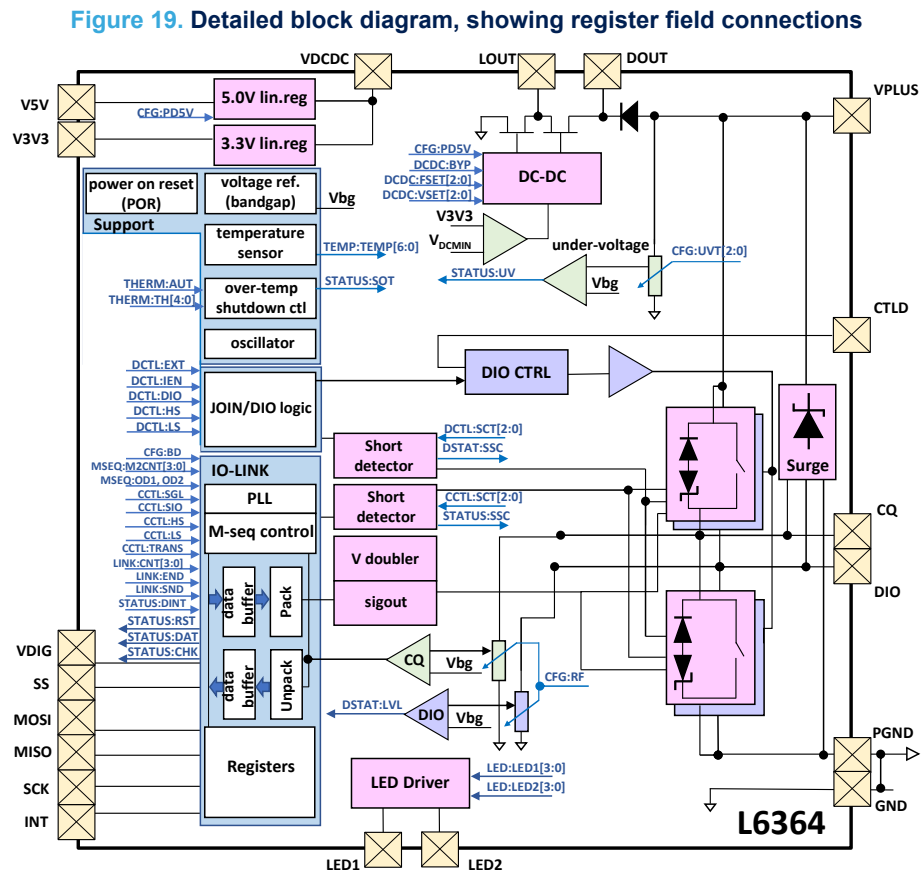 Figure 19. Detailed block diagram, showing register field connections
VDCDC
LOUT
DOUT
V5V
CFG:PD5V
5.0V lin.reg
VPLUS
V3V3
3.3V lin.reg
CFG:PD5V
DCDC:BYP
DCDC:FSET[2:0]
DCDC:VSET[2:0]
DC-DC
power on reset
(POR)
voltage ref.
(bandgap)
Vbg
Support
V3V3
VDCMIN
temperature
sensor
TEMP:TEMP[6:0]
under-voltage
CFG:UVT[2:0]
STATUS:UV
Vbg
THERM:AUT
THERM:TH[4:0]
over-temp
shutdown ctl
STATUS:SOT
oscillator
CTLD
DCTL:EXT
DCTL:IEN
DCTL:DIO
DCTL:HS
DCTL:LS
JOIN/DIO logic
DIO CTRL
Short
detector
DCTL:SCT[2:0]
DSTAT:SSC
Surge
CFG:BD
MSEQ:M2CNT[3:0]
MSEQ:OD1, OD2
CCTL:SGL
CCTL:SIO
CCTL:HS
CCTL:LS
CCTL:TRANS
LINK:CNT[3:0]
LINK:END
LINK:SND
STATUS:DINT
STATUS:RST
STATUS:DAT
STATUS:CHK
IO-LINK
PLL
M-seq control
Short
detector
CCTL:SCT[2:0]
STATUS:SSC
CQ
V doubler
sigout
data
buffer
Pack
DIO
data
buffer
Unpack
CQ
Vbg
CFG:RF
DSTAT:LVL
DIO
Vbg
VDIG
SS
MOSI
MISO
SCK
INT
Registers
LED Driver
LED:LED1[3:0]
LED:LED2[3:0]
PGND
GND
L6364
LED1
LED2